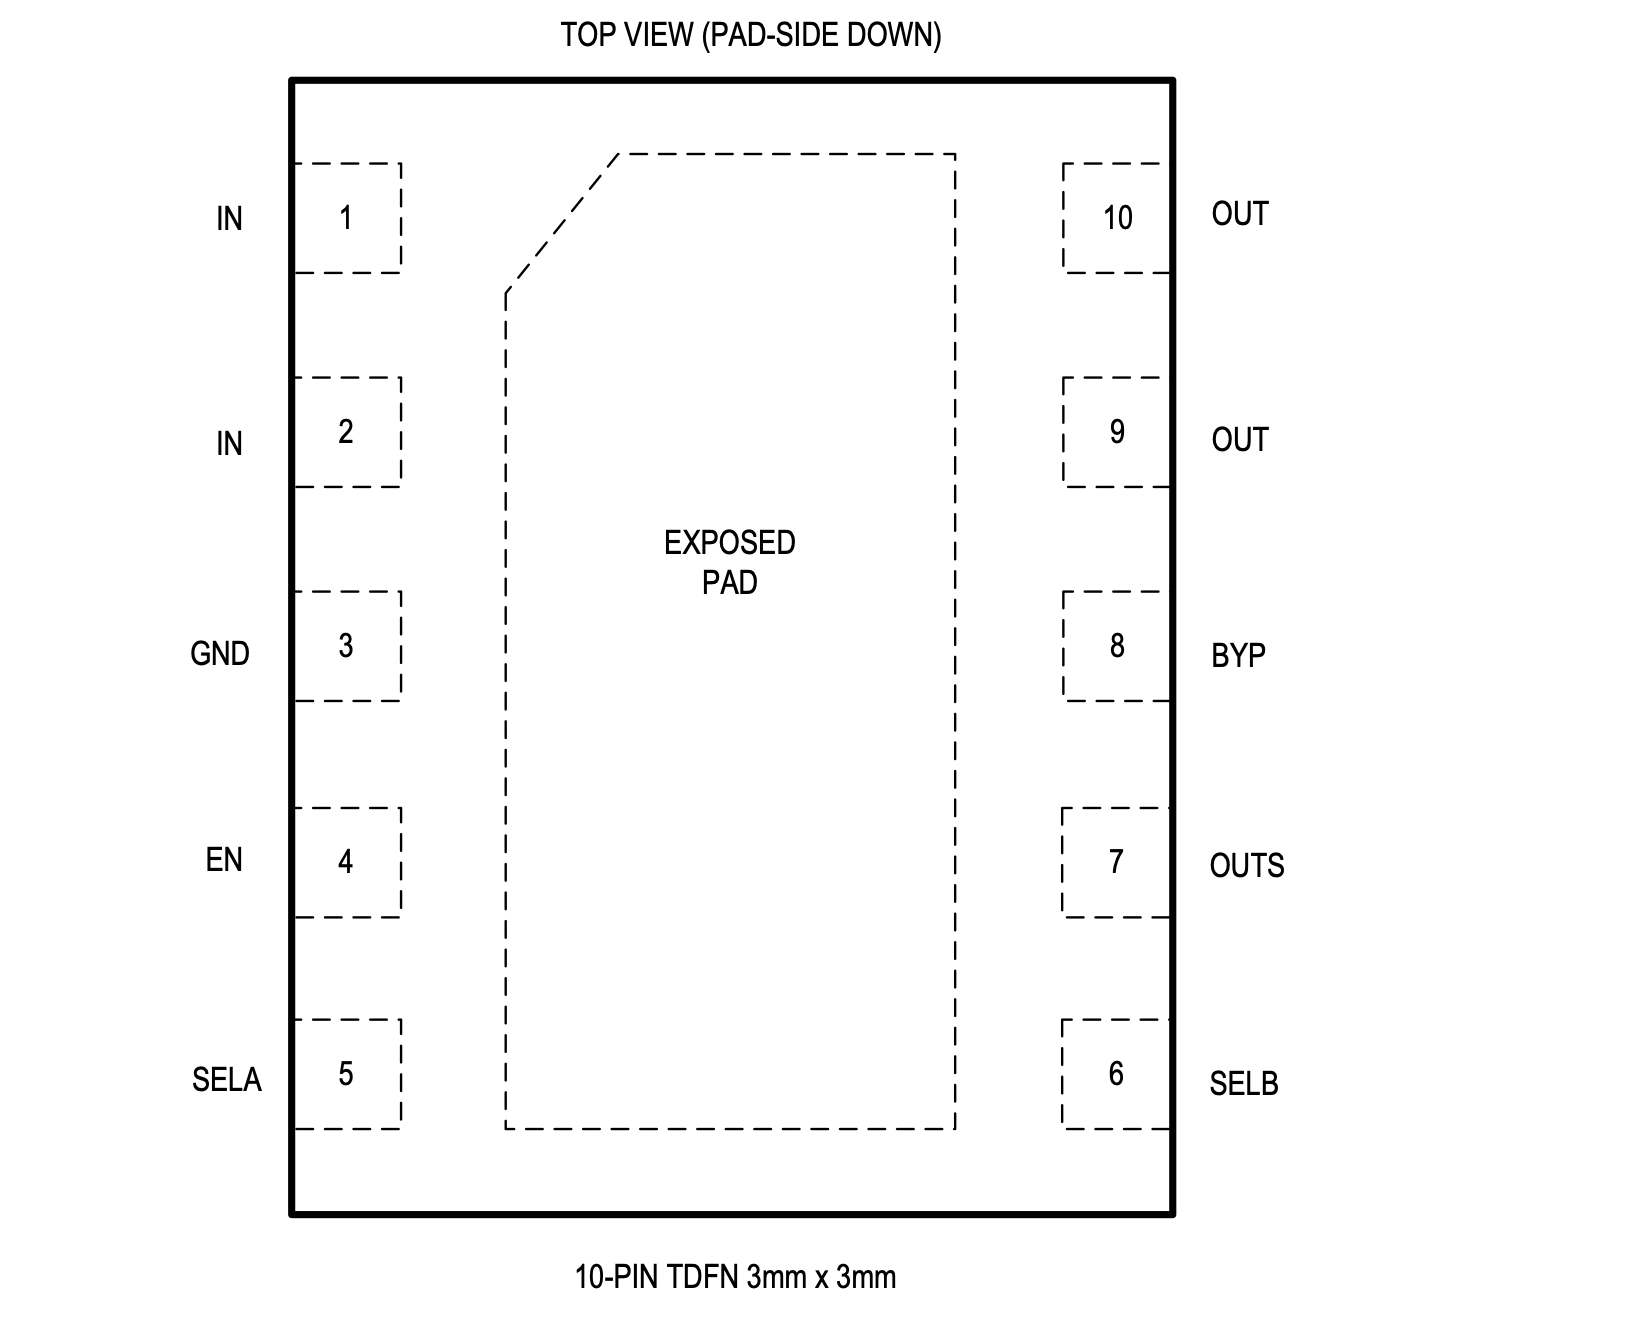 TOP VIEW (PAD-SIDE DOWN)
IN 1 10 OUT
IN 2 9 OUT
EXPOSED
PAD
GND 3 8 BYP
EN 4 7 OUTS
SELA 5 6 SELB
10-PIN TDFN 3mm x 3mm